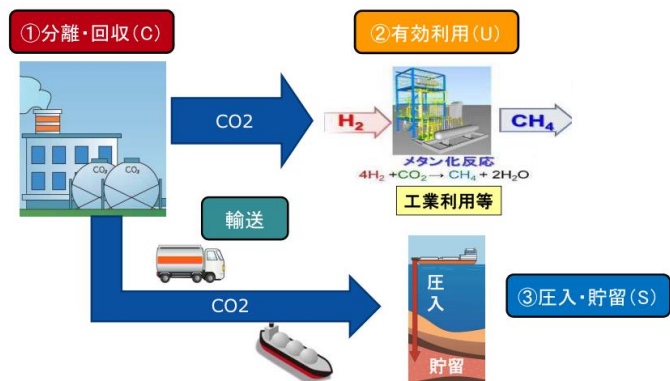 ①分離・回収(C)
②有効利用(U)
CO₂
CO₂
CO2
H₂
CH₄
メタン化反応
4H₂ +CO₂→ CH₄ + 2H₂O
工業利用等
輸送
CO2
圧入
貯留
③圧入・貯留(S)